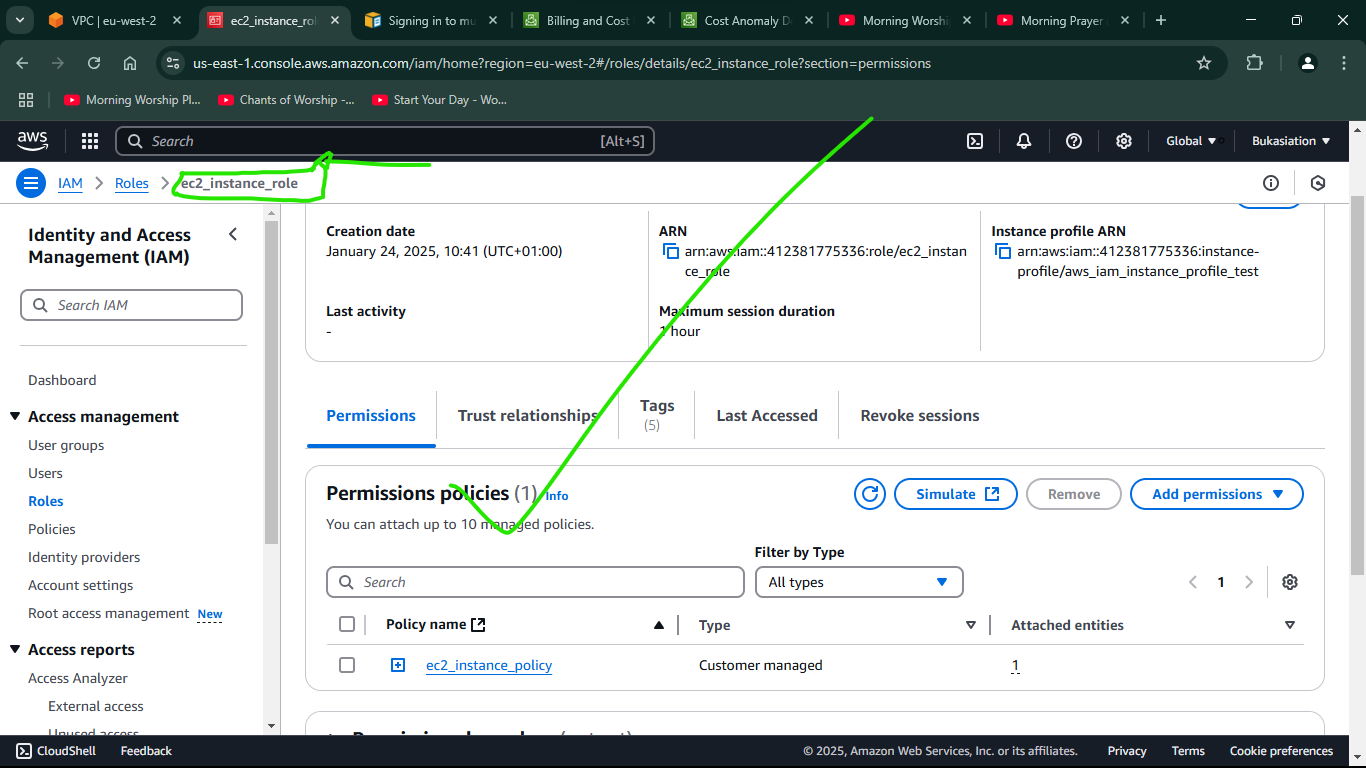 VPC | eu-west-2
ec2_instance_rol
Signing in to mu
Billing and Cost
Cost Anomaly D
Morning Worshi
Morning Prayer
us-east-1.console.aws.amazon.com/iam/home?region=eu-west-2#/roles/details/ec2_instance_role?section=permissions
Morning Worship Pl...
Chants of Worship -...
Start Your Day - Wo...
aws
Search
[Alt+S]
Global
Bukasiation
IAM
Roles
ec2_instance_role
Identity and Access
Management (IAM)
Search IAM
Dashboard
Access management
User groups
Users
Roles
Policies
Identity providers
Account settings
Root access management New
Access reports
Access Analyzer
External access
Unused access
Creation date
January 24, 2025, 10:41 (UTC+01:00)
Last activity
-
ARN
arn:aws:iam::412381775336:role/ec2_instan
ce_role
Maximum session duration
1 hour
Instance profile ARN
arn:aws:iam::412381775336:instance-
profile/aws_iam_instance_profile_test
Permissions
Trust relationships
Tags
(5)
Last Accessed
Revoke sessions
Permissions policies (1) Info
You can attach up to 10 managed policies.
Simulate
Remove
Add permissions
Filter by Type
Search
All types
1
Policy name
Type
Attached entities
ec2_instance_policy
Customer managed
1
CloudShell
Feedback
© 2025, Amazon Web Services, Inc. or its affiliates.
Privacy
Terms
Cookie preferences